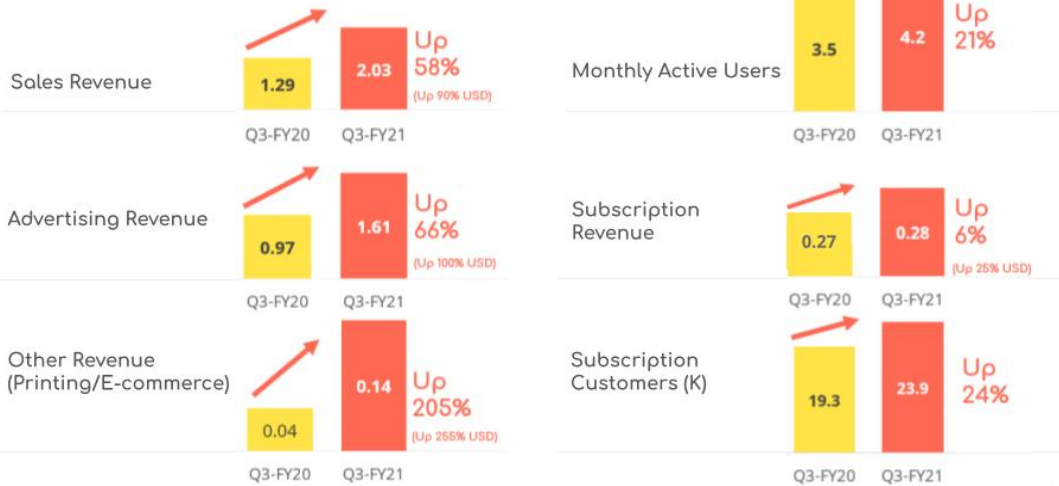 Sales Revenue
1.29
2.03
Up
58%
(Up 90% USD)
Q3-FY20
Q3-FY21
Monthly Active Users
3.5
4.2
Up
21%
Q3-FY20
Q3-FY21
Advertising Revenue
0.97
1.61
Up
66%
(Up 100% USD)
Q3-FY20
Q3-FY21
Subscription
Revenue
0.27
0.28
Up
6%
(Up 25% USD)
Q3-FY20
Q3-FY21
Other Revenue
(Printing/E-commerce)
0.04
0.14
Up
205%
(Up 255% USD)
Q3-FY20
Q3-FY21
Subscription
Customers (K)
19.3
23.9
Up
24%
Q3-FY20
Q3-FY21